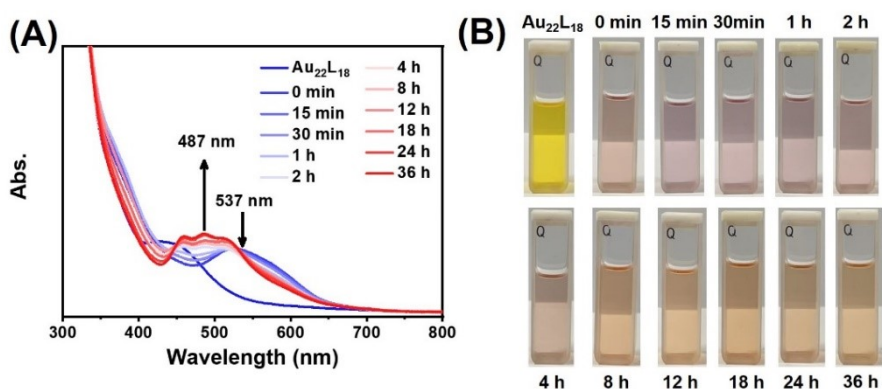 (A)
Au₂₂L₁₈
0 min
15 min
30 min
1 h
2 h
4 h
8 h
12 h
18 h
24 h
36 h
487 nm
537 nm
Abs.
300 400 500 600 700 800
Wavelength (nm)
(B)
Au₂₂L₁₈ 0 min 15 min 30min 1 h 2 h
Q Q Q Q Q
Q Q Q Q Q Q
4 h 8 h 12 h 18 h 24 h 36 h